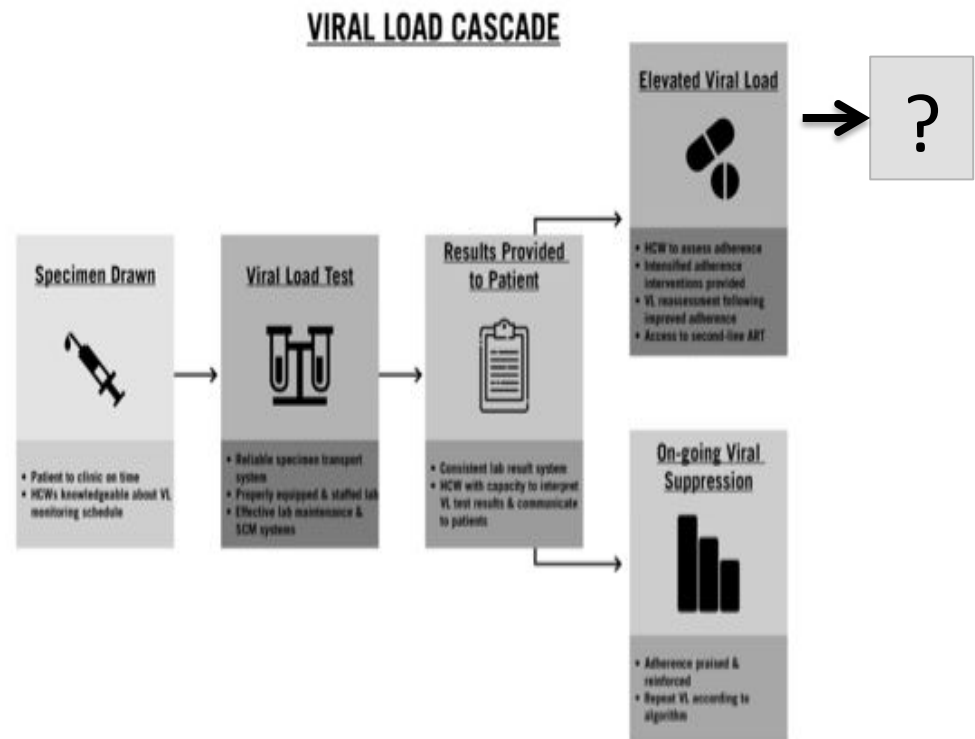 VIRAL LOAD CASCADE
Specimen Drawn
• Patient to clinic on time
• HCWs knowledgeable about VL
monitoring schedule
Viral Load Test
• Reliable specimen transport
system
• Properly equipped & staffed lab
• Effective lab maintenance &
SCM systems
Results Provided
to Patient
• Consistent lab result system
• HCW with capacity to interpret
VL test results & communicate
to patients
Elevated Viral Load
• HCW to assess adherence
• Intensified adherence
interventions provided
• VL reassessment following
improved adherence
• Access to second-line ART
?
On-going Viral
Suppression
• Adherence praised &
reinforced
• Repeat VL according to
algorithm